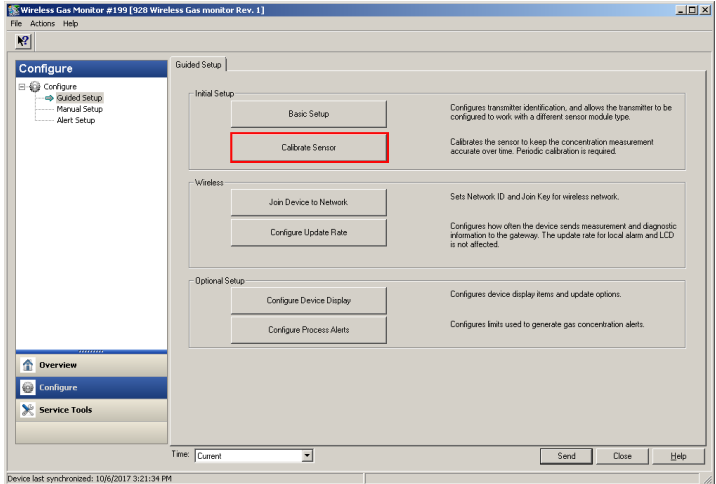 Wireless Gas Monitor #199 [928 Wireless Gas monitor Rev. 1]
File Actions Help
Configure
Configure
Guided Setup
Manual Setup
Alert Setup
Overview
Configure
Service Tools
Guided Setup
Initial Setup
Basic Setup
Configures transmitter identification, and allows the transmitter to be
configured to work with a different sensor module type.
Calibrate Sensor
Calibrates the sensor to keep the concentration measurement
accurate over time. Periodic calibration is required.
Wireless
Join Device to Network
Sets Network ID and Join Key for wireless network.
Configure Update Rate
Configures how often the device sends measurement and diagnostic
information to the gateway. The update rate for local alarm and LCD
is not affected.
Optional Setup
Configure Device Display
Configures device display items and update options.
Configure Process Alerts
Configures limits used to generate gas concentration alerts.
Time: Current
Send Close Help
Device last synchronized: 10/6/2017 3:21:34 PM